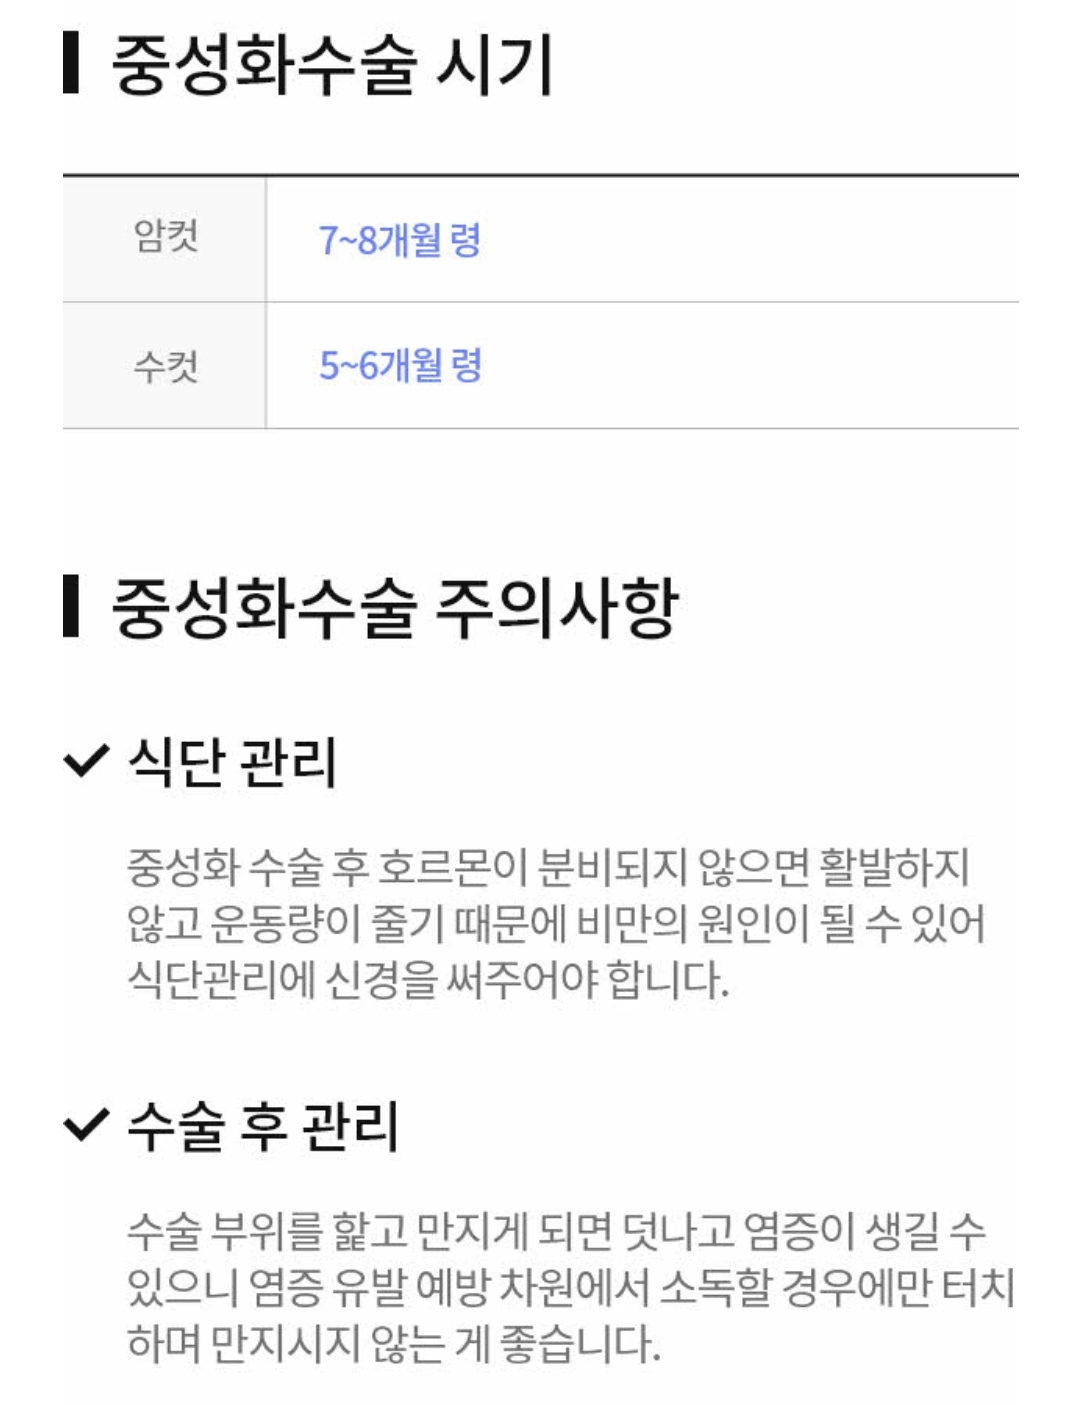 중성화수술 시기
암컷
7~8개월 령
수컷
5~6개월 령
중성화수술 주의사항
식단 관리
중성화 수술 후 호르몬이 분비되지 않으면 활발하지
않고 운동량이 줄기 때문에 비만의 원인이 될 수 있어
식단관리에 신경을 써주어야 합니다.
수술 후 관리
수술 부위를 핥고 만지게 되면 덧나고 염증이 생길 수
있으니 염증 유발 예방 차원에서 소독할 경우에만 터치
하며 만지시지 않는 게 좋습니다.